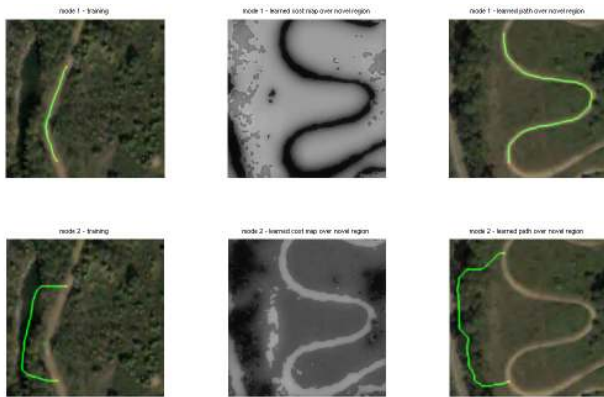 mode 1 - training
mode 1 - learned cost map over novel region
mode 1 - learned path over novel region
mode 2 - training
mode 2 - learned cost map over novel region
mode 2 - learned path over novel region